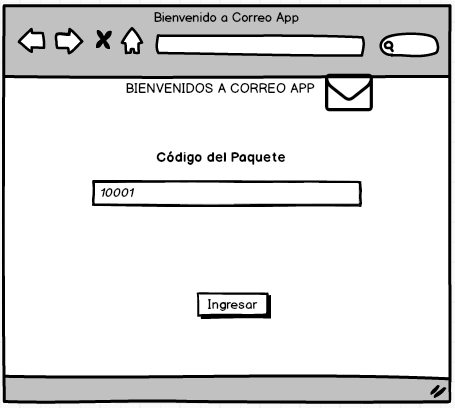 Bienvenido a Correo App
BIENVENIDOS A CORREO APP
Código del Paquete
10001
Ingresar